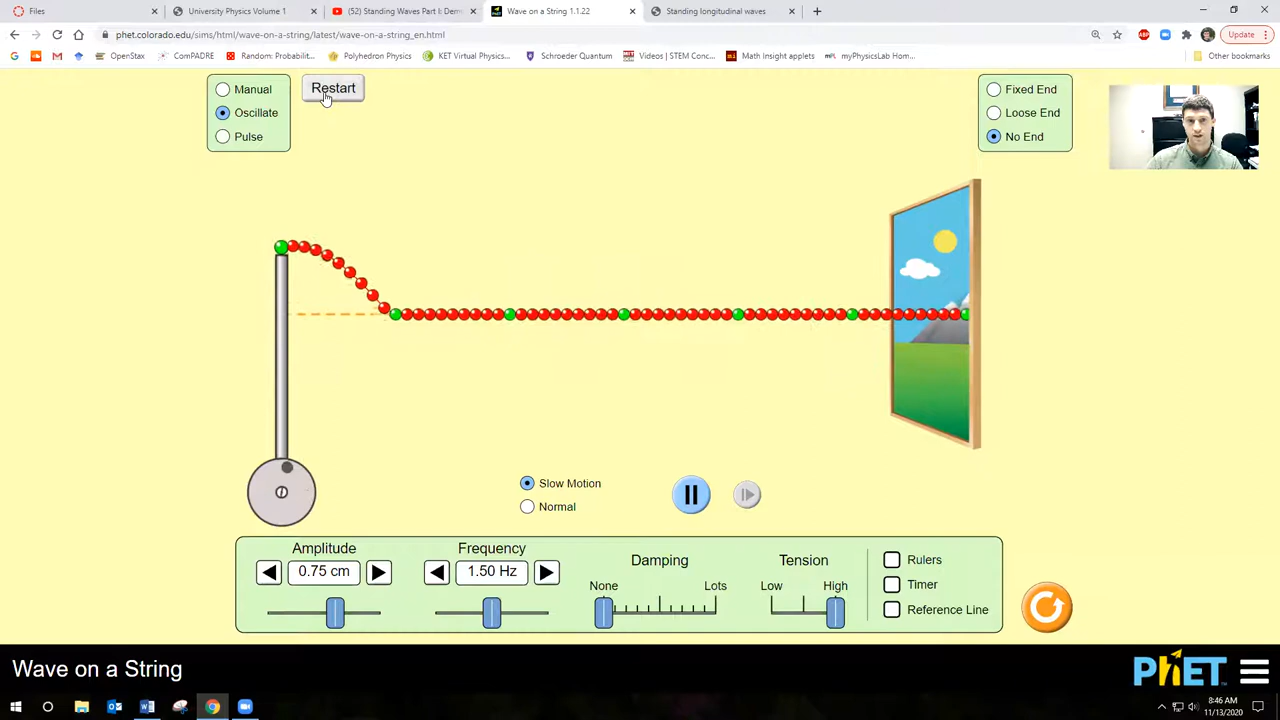 Files
University Physics Volume 1
(52) Standing Waves Part I: Dem
Wave on a String 1.1.22
Standing longitudinal waves
phet.colorado.edu/sims/html/wave-on-a-string/latest/wave-on-a-string_en.html
Update
OpenStax
ComPADRE
Random: Probabilit...
Polyhedron Physics
KET Virtual Physic...
Schroeder Quantum
Videos | STEM Conc...
Math Insight applets
myPhysicsLab Hom...
Other bookmarks
Manual
Oscillate
Pulse
Restart
Fixed End
Loose End
No End
Slow Motion
Normal
Amplitude
0.75 cm
Frequency
1.50 Hz
Damping
None
Lots
Tension
Low
High
Rulers
Timer
Reference Line
Wave on a String
PhET
8:46 AM
11/13/2020